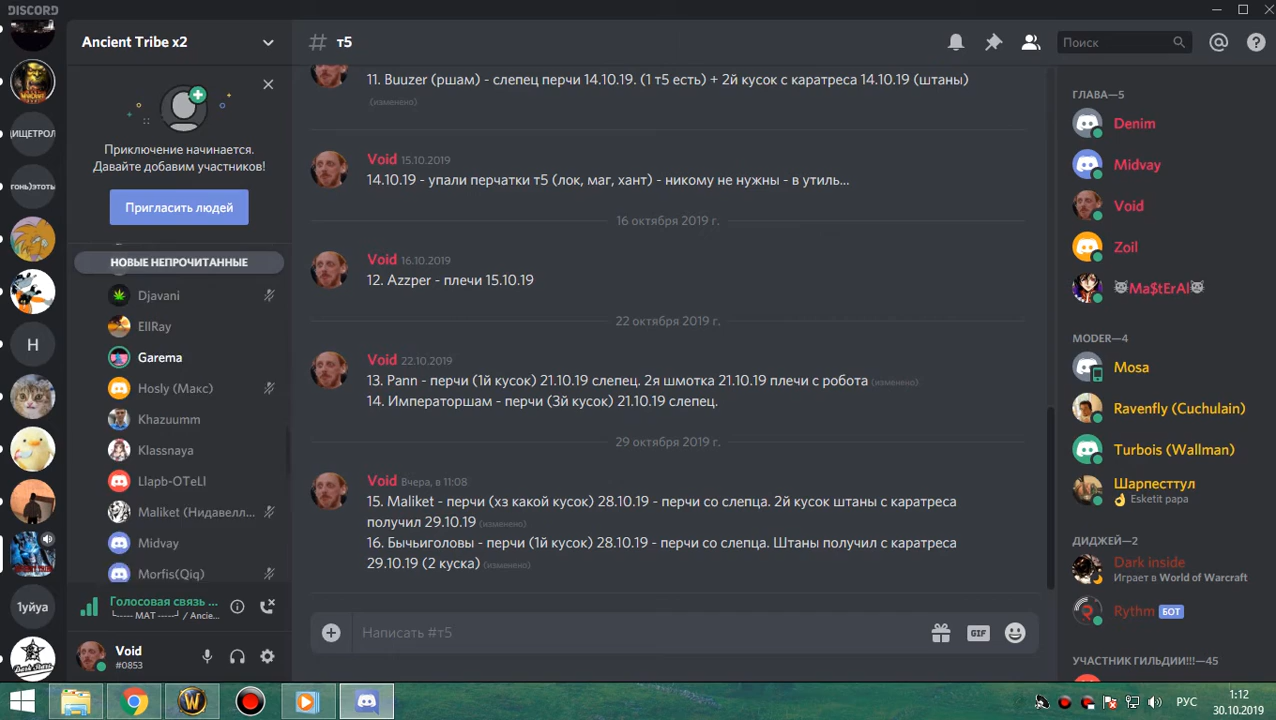 DISCORD
Ancient Tribe x2
# т5
Поиск
ИЩЕТРОЛ
гонь)этоты
Н
1уйуа
Приключение начинается.
Давайте добавим участников!
Пригласить людей
НОВЫЕ НЕПРОЧИТАННЫЕ
Djavani
EllRay
Garema
Hosly (Макс)
Khazuumm
Klassnaya
Llapb-OTeLl
Maliket (Нидавелл...
Midvay
Morfis(Qiq)
Голосовая связь ...
└---- МАТ ----┘ / Ancie...
Void
#0853
11. Buuzer (ршам) - слепец перчи 14.10.19. (1 т5 есть) + 2й кусок с каратреса 14.10.19 (штаны)
(изменено)
Void 15.10.2019
14.10.19 - упали перчатки т5 (лок, маг, хант) - никому не нужны - в утиль...
16 октября 2019 г.
Void 16.10.2019
12. Azzper - плечи 15.10.19
22 октября 2019 г.
Void 22.10.2019
13. Pann - перчи (1й кусок) 21.10.19 слепец. 2я шмотка 21.10.19 плечи с робота (изменено)
14. Императоршам - перчи (3й кусок) 21.10.19 слепец.
29 октября 2019 г.
Void Вчера, в 11:08
15. Maliket - перчи (хз какой кусок) 28.10.19 - перчи со слепца. 2й кусок штаны с каратреса
получил 29.10.19 (изменено)
16. Бычьиголовы - перчи (1й кусок) 28.10.19 - перчи со слепца. Штаны получил с каратреса
29.10.19 (2 куска) (изменено)
Написать #т5
GIF
ГЛАВА—5
Denim
Midvay
Void
Zoil
😈Ma$tErAl😈
MODER—4
Mosa
Ravenfly (Cuchulain)
Turbois (Wallman)
Шарпесттул
👌 Esketit papa
ДИДЖЕЙ—2
Dark inside
Играет в World of Warcraft
Rythm БОТ
УЧАСТНИК ГИЛЬДИИ!!!—45
РУС
1:12
30.10.2019